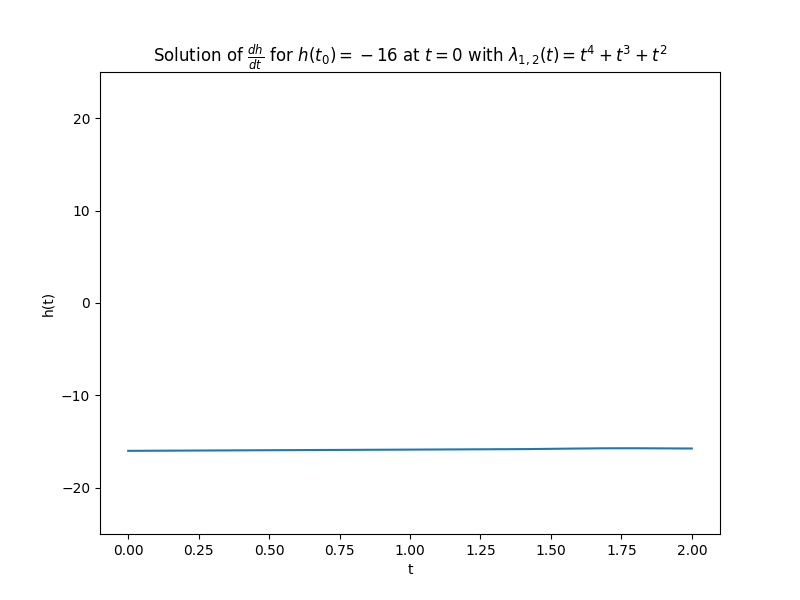 Solution of $\frac{dh}{dt}$ for $h(t_0) = -16$ at $t = 0$ with $\lambda_{1,2}(t) = t^4 + t^3 + t^2$
20
10
0
−10
−20
h(t)
0.00 0.25 0.50 0.75 1.00 1.25 1.50 1.75 2.00
t